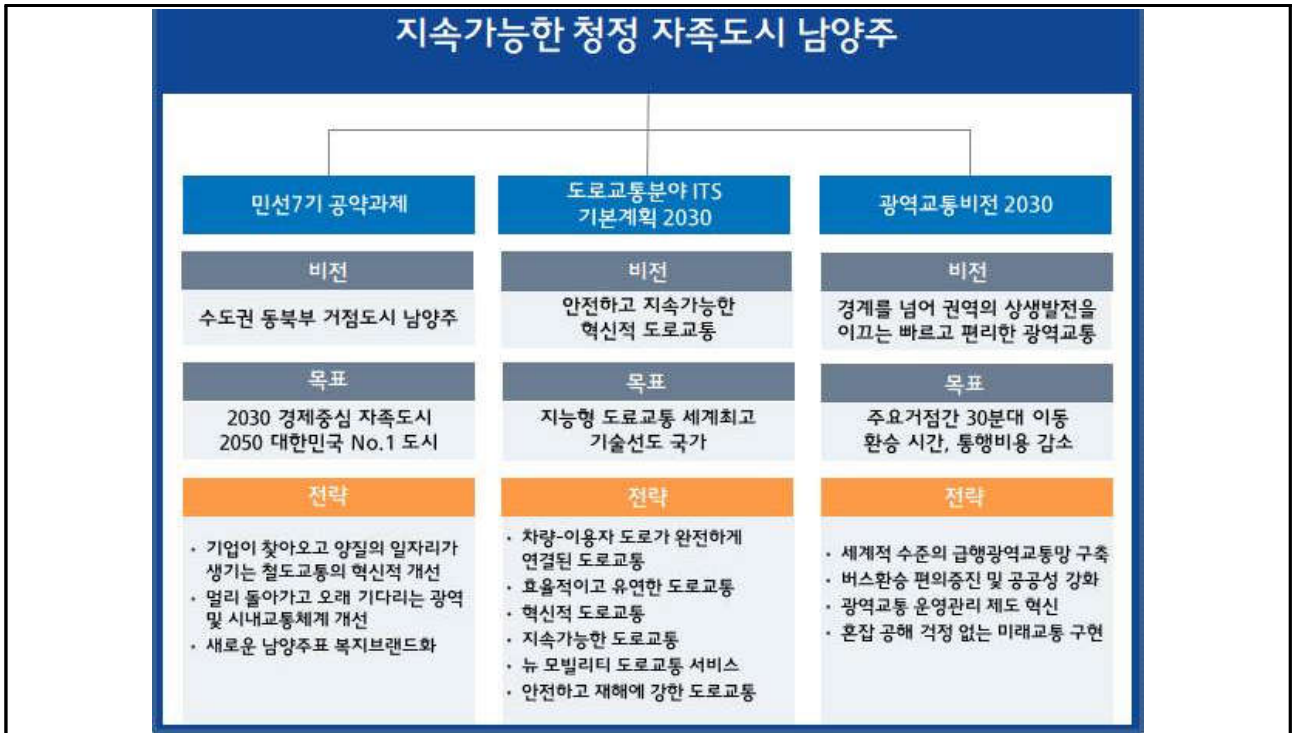 지속가능한 청정 자족도시 남양주
민선7기 공약과제
비전
수도권 동북부 거점도시 남양주
목표
2030 경제중심 자족도시
2050 대한민국 No.1 도시
전략
· 기업이 찾아오고 양질의 일자리가
생기는 철도교통의 혁신적 개선
· 멀리 돌아가고 오래 기다리는 광역
및 시내교통체계 개선
· 새로운 남양주표 복지브랜드화
도로교통분야 ITS
기본계획 2030
비전
안전하고 지속가능한
혁신적 도로교통
목표
지능형 도료교통 세계최고
기술선도 국가
전략
· 차량-이용자 도로가 완전하게
연결된 도로교통
· 효율적이고 유연한 도로교통
· 혁신적 도로교통
· 지속가능한 도로교통
· 뉴 모빌리티 도로교통 서비스
· 안전하고 재해에 강한 도로교통
광역교통비전 2030
비전
경계를 넘어 권역의 상생발전을
이끄는 빠르고 편리한 광역교통
목표
주요거점간 30분대 이동
환승 시간, 통행비용 감소
전략
· 세계적 수준의 급행광역교통망 구축
· 버스환승 편의증진 및 공공성 강화
· 광역교통 운영관리 제도 혁신
· 혼잡 공해 걱정 없는 미래교통 구현